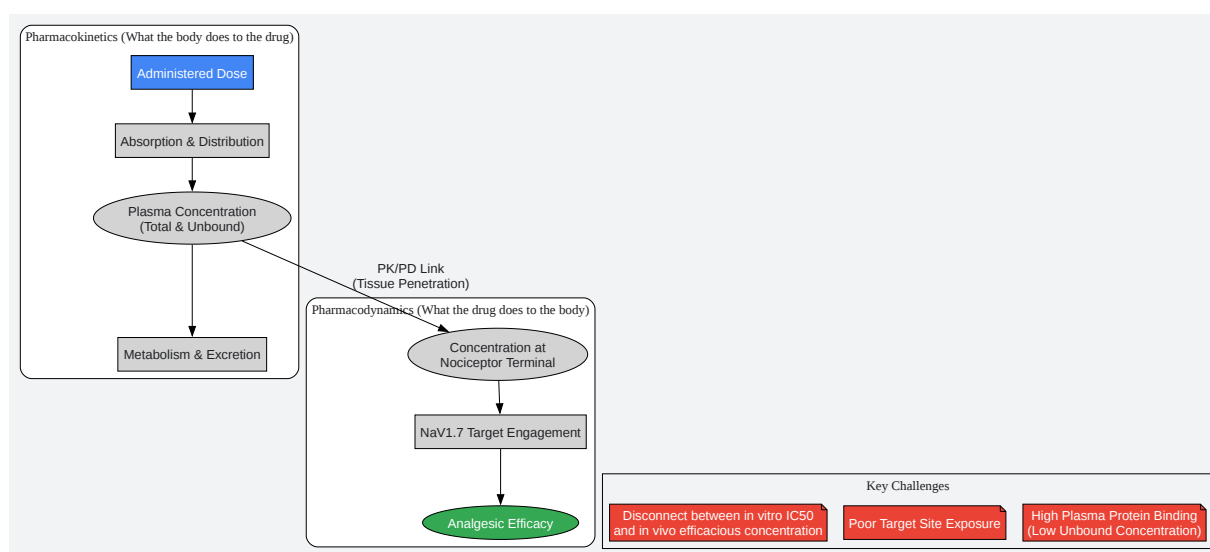 Pharmacokinetics (What the body does to the drug)
Administered Dose
Absorption & Distribution
Plasma Concentration
(Total & Unbound)
Metabolism & Excretion
PK/PD Link
(Tissue Penetration)
Pharmacodynamics (What the drug does to the body)
Concentration at
Nociceptor Terminal
NaV1.7 Target Engagement
Analgesic Efficacy
Key Challenges
Disconnect between in vitro IC50
and in vivo efficacious concentration
Poor Target Site Exposure
High Plasma Protein Binding
(Low Unbound Concentration)